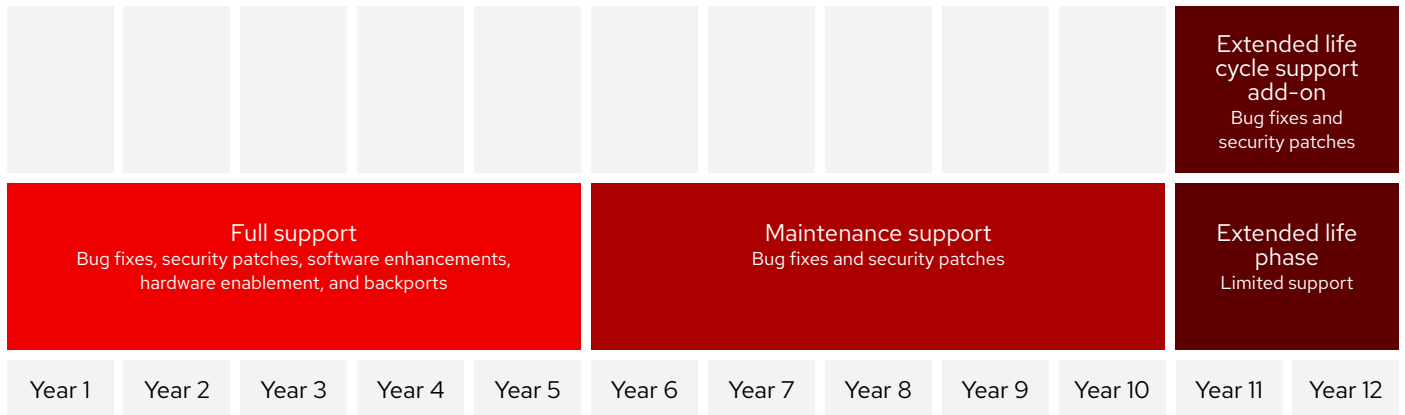 Extended life
cycle support
add-on
Bug fixes and
security patches
Full support
Bug fixes, security patches, software enhancements,
hardware enablement, and backports
Maintenance support
Bug fixes and security patches
Extended life
phase
Limited support
Year 1
Year 2
Year 3
Year 4
Year 5
Year 6
Year 7
Year 8
Year 9
Year 10
Year 11
Year 12